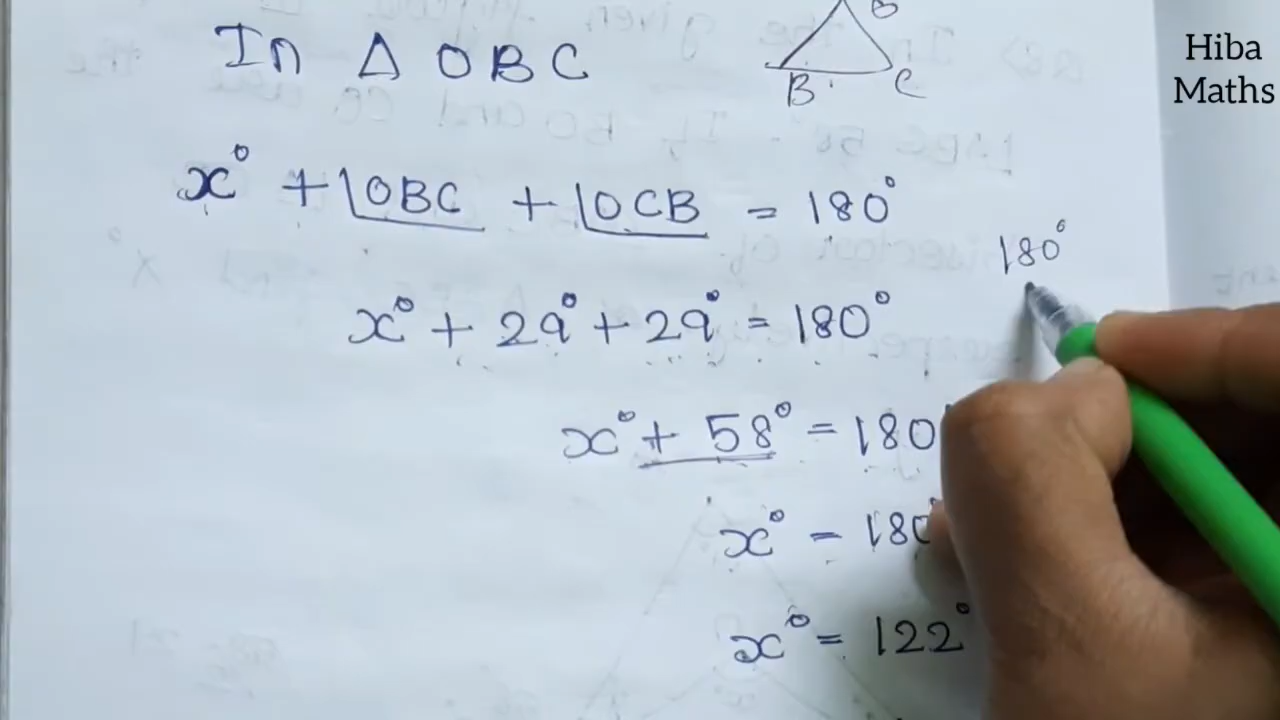 Hiba
Maths
In △ OBC
O
B C
x° + ∠OBC + ∠OCB = 180°
180°
x° + 29° + 29° = 180°
x° + 58° = 180
x° = 180
x° = 122°